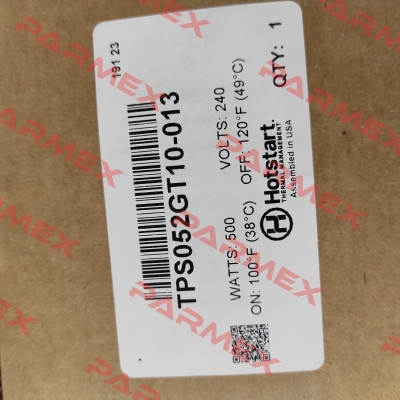 191 23
TPS052GT10-013
WATTS: 500 VOLTS: 240
ON: 100°F (38°C) OFF: 120°F (49°C)
Hotstart
THERMAL MANAGEMENT
Assembled in USA
QTY: 1
PARMEX